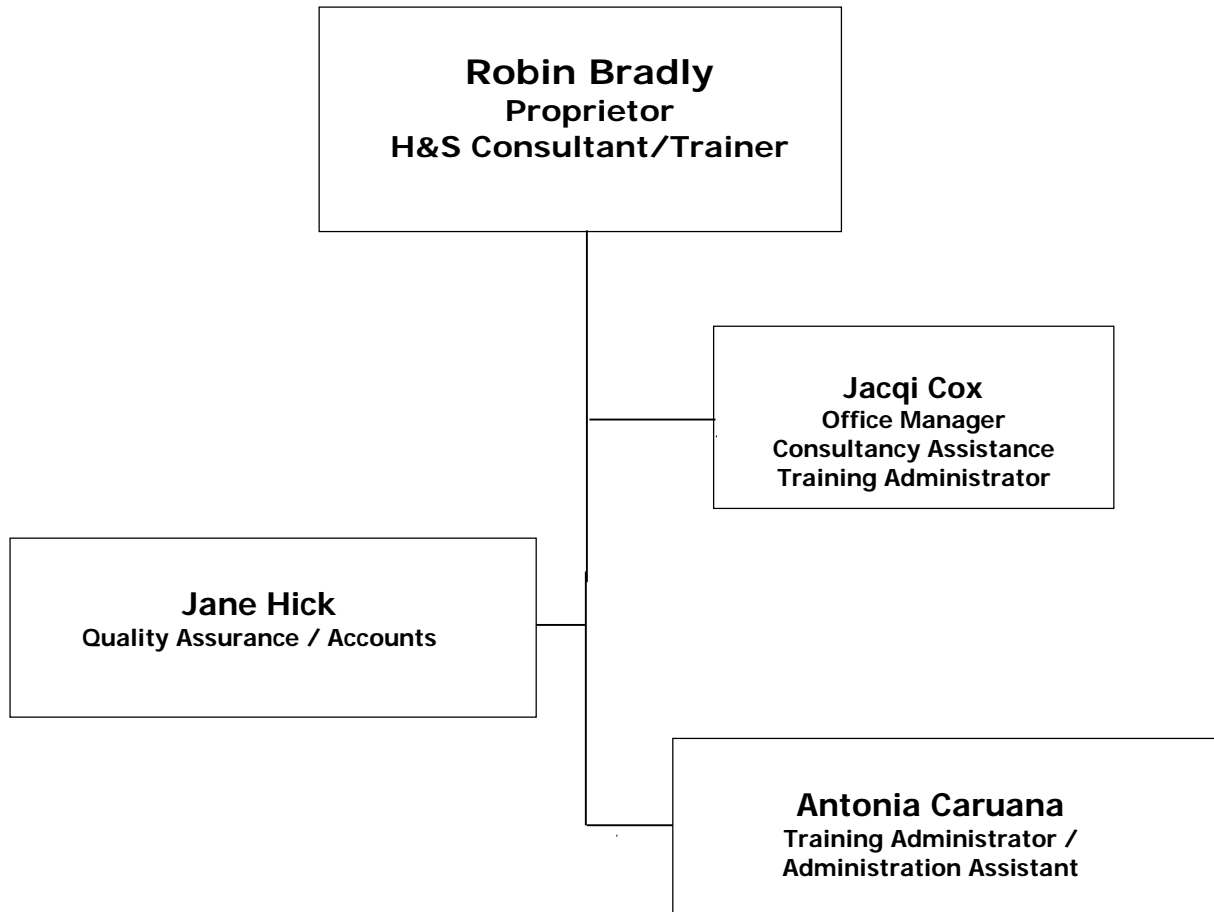 Robin Bradly
Proprietor
H&S Consultant/Trainer
Jacqi Cox
Office Manager
Consultancy Assistance
Training Administrator
Jane Hick
Quality Assurance / Accounts
Antonia Caruana
Training Administrator /
Administration Assistant